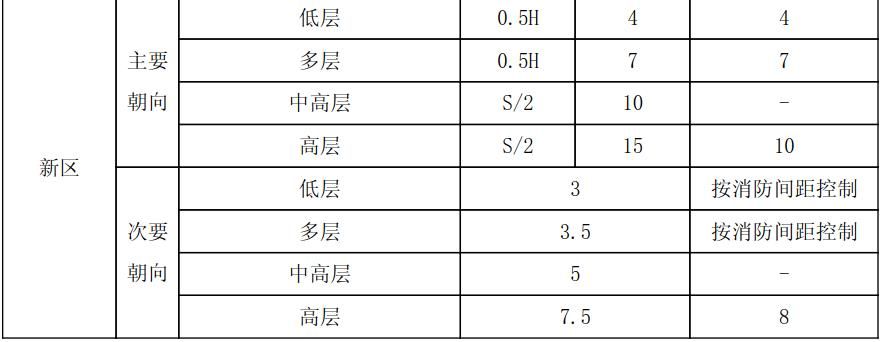 新区
主要
朝向
低层 0.5H 4 4
多层 0.5H 7 7
中高层 S/2 10 -
高层 S/2 15 10
次要
朝向
低层 3 按消防间距控制
多层 3.5 按消防间距控制
中高层 5 -
高层 7.5 8